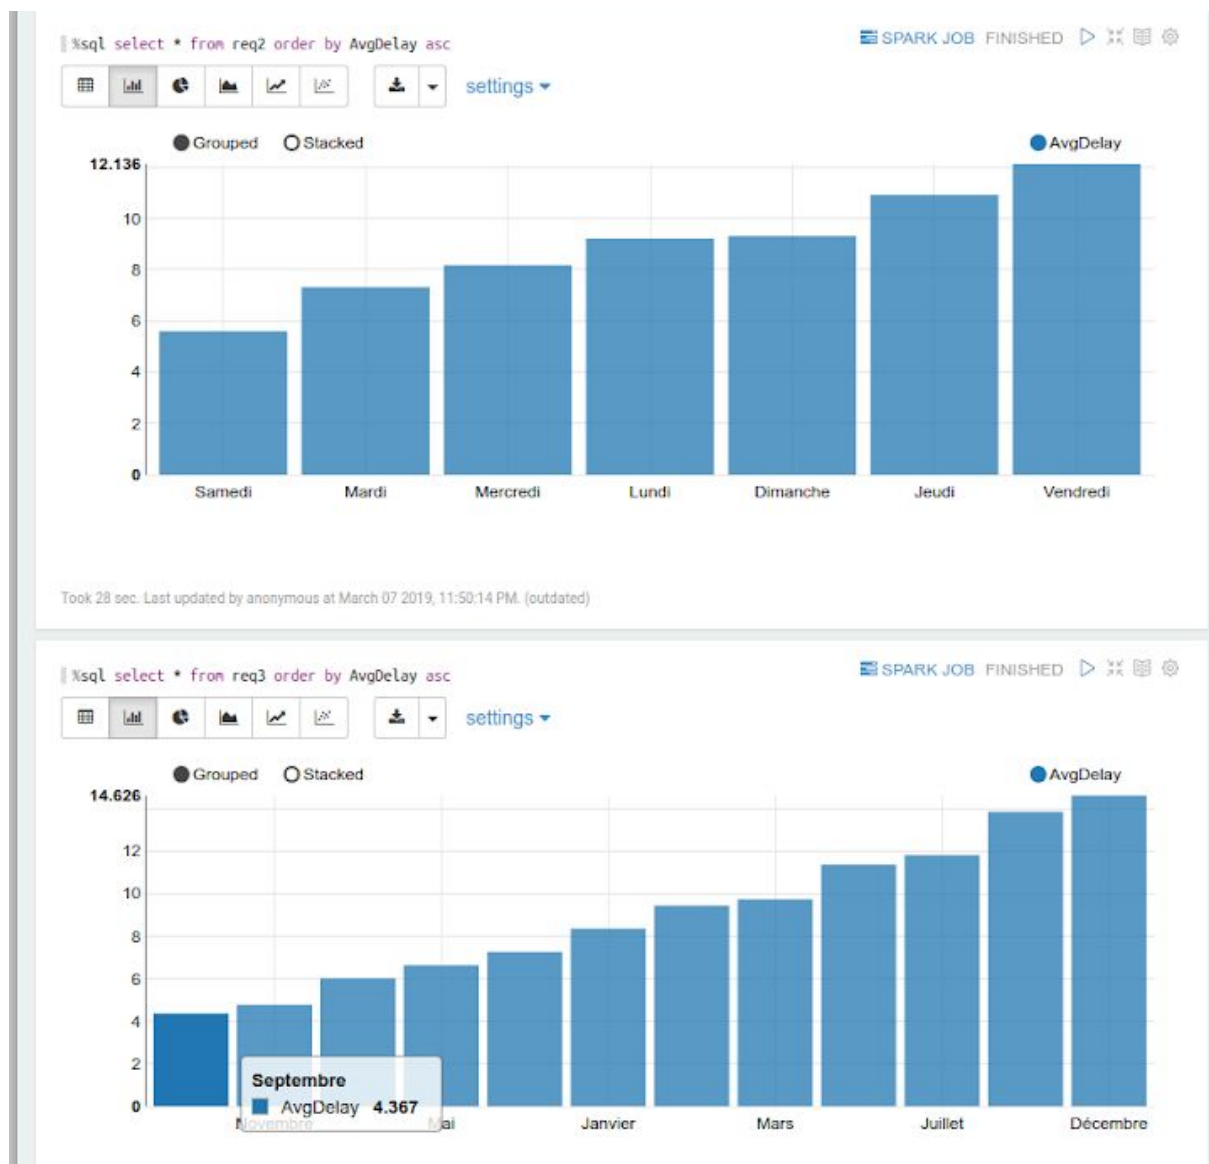 %sql select * from req2 order by AvgDelay asc
SPARK JOB FINISHED
settings
Grouped Stacked AvgDelay
12.136
10
8
6
4
2
0
Samedi Mardi Mercredi Lundi Dimanche Jeudi Vendredi
Took 28 sec. Last updated by anonymous at March 07 2019, 11:50:14 PM. (outdated)
%sql select * from req3 order by AvgDelay asc
SPARK JOB FINISHED
settings
Grouped Stacked AvgDelay
14.626
12
10
8
6
4
2
0
Septembre
AvgDelay 4.367
Novembre Mai Janvier Mars Juillet Décembre